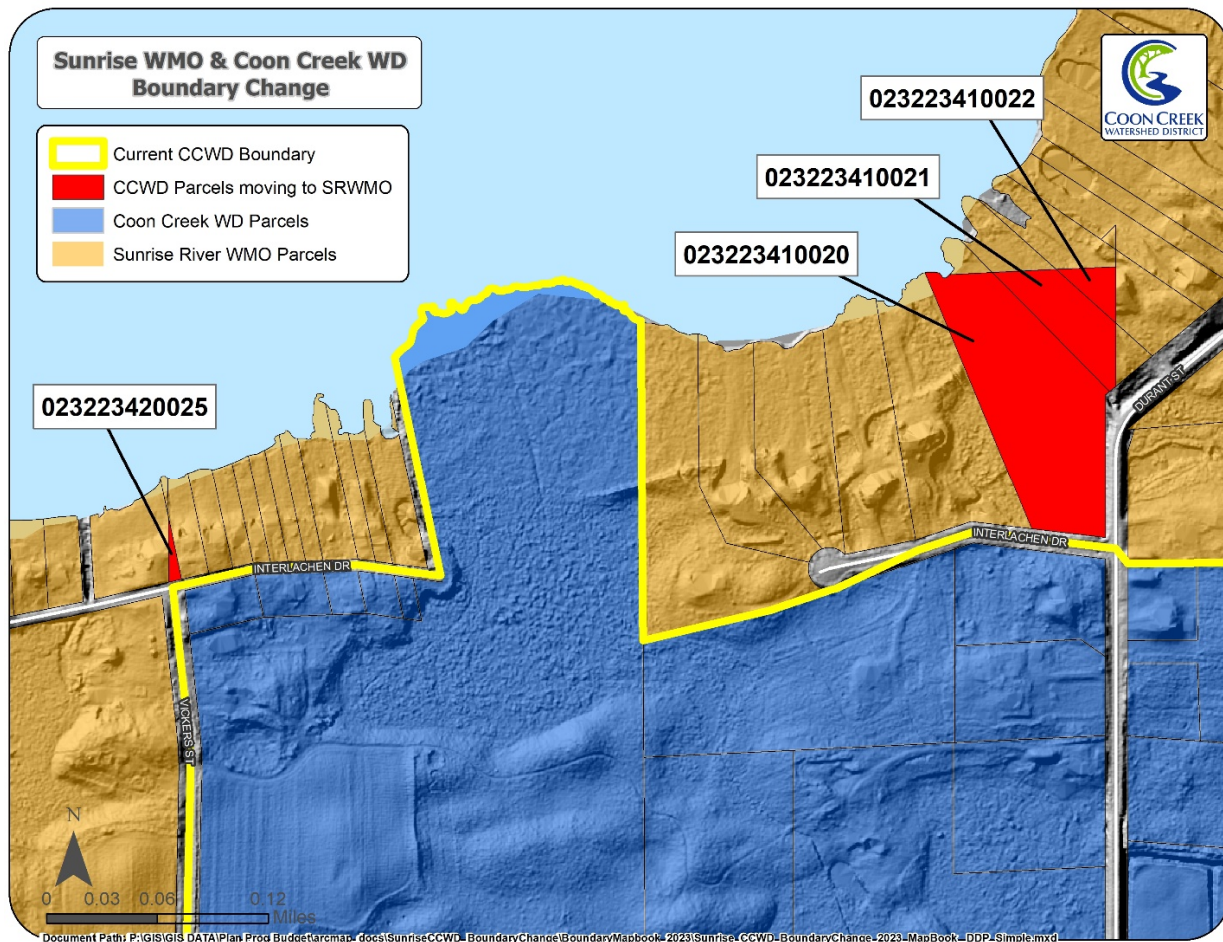 Sunrise WMO & Coon Creek WD
Boundary Change
Current CCWD Boundary
CCWD Parcels moving to SRWMO
Coon Creek WD Parcels
Sunrise River WMO Parcels
COON CREEK
WATERSHED DISTRICT
023223410022
023223410021
023223410020
023223420025
DURANT ST
INTERLACHEN DR
INTERLACHEN DR
VICKERS ST
N
0 0.03 0.06 0.12
Miles
Document Path: P:\GIS\GIS DATA\Plan Prog Budget\arcmap_docs\SunriseCCWD_BoundaryChange\BoundaryMapbook_2023\Sunrise_CCWD_BoundaryChange_2023_MapBook_DDP_Simple.mxd